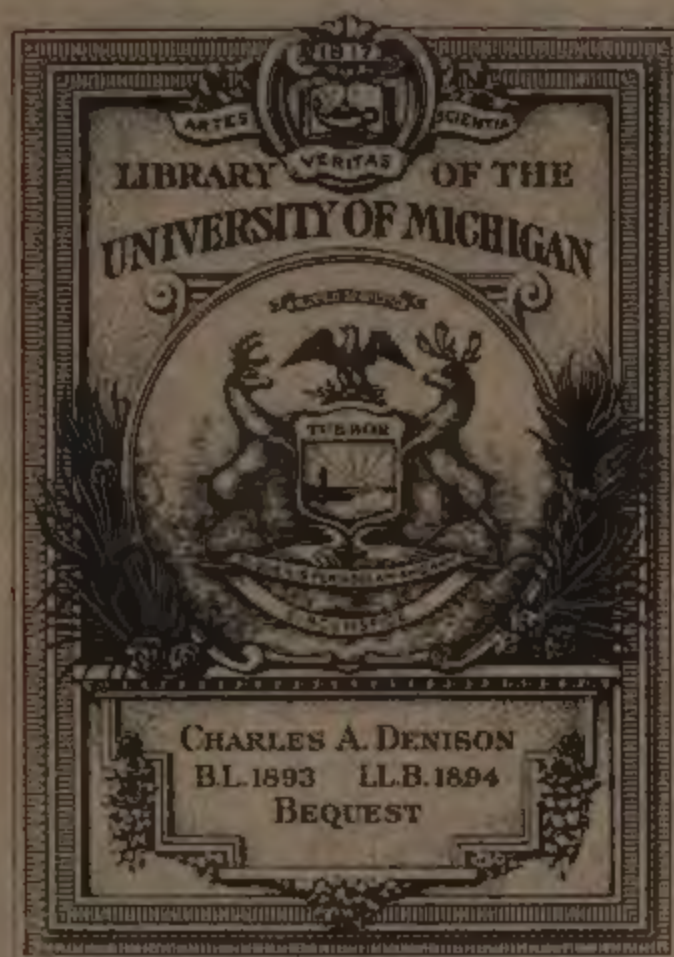 1817
ARTES SCIENTIA
VERITAS
LIBRARY OF THE
UNIVERSITY OF MICHIGAN
TUEBOR
CHARLES A. DENISON
B.L. 1893 LL.B. 1894
BEQUEST